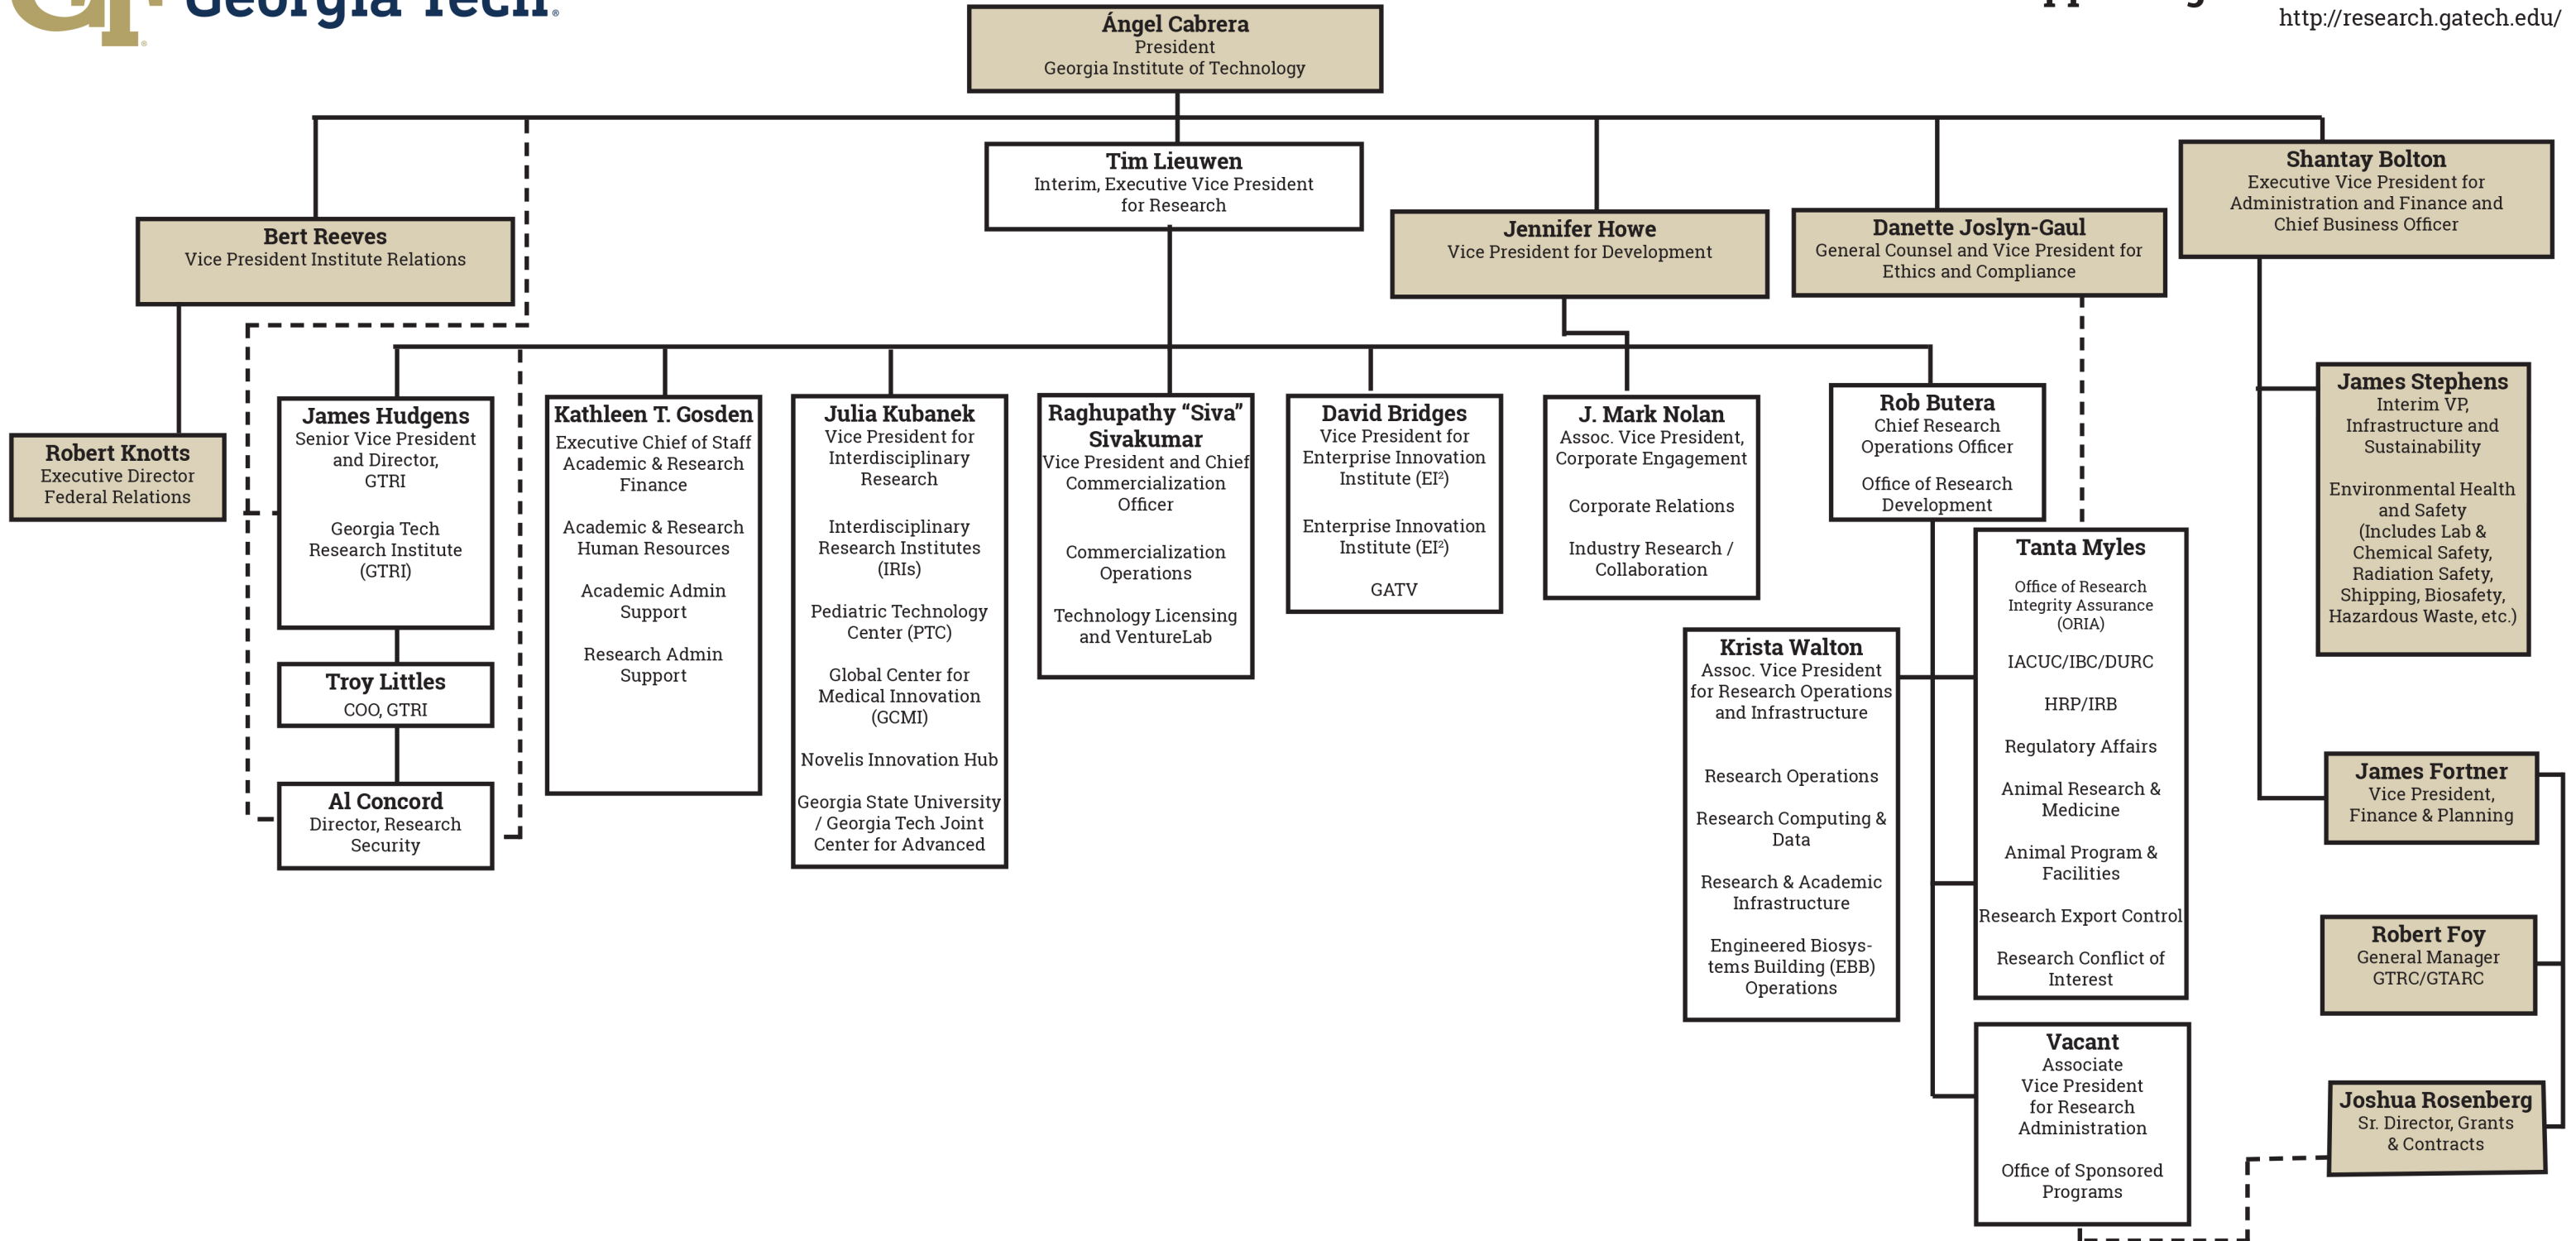 Georgia Tech®
http://research.gatech.edu/
Ángel Cabrera
President
Georgia Institute of Technology
Tim Lieuwen
Interim, Executive Vice President
for Research
Shantay Bolton
Executive Vice President for
Administration and Finance and
Chief Business Officer
Bert Reeves
Vice President Institute Relations
Jennifer Howe
Vice President for Development
Danette Joslyn-Gaul
General Counsel and Vice President for
Ethics and Compliance
Robert Knotts
Executive Director
Federal Relations
James Hudgens
Senior Vice President
and Director,
GTRI
Georgia Tech
Research Institute
(GTRI)
Troy Littles
COO, GTRI
Al Concord
Director, Research
Security
Kathleen T. Gosden
Executive Chief of Staff
Academic & Research
Finance
Academic & Research
Human Resources
Academic Admin
Support
Research Admin
Support
Julia Kubanek
Vice President for
Interdisciplinary
Research
Interdisciplinary
Research Institutes
(IRIs)
Pediatric Technology
Center (PTC)
Global Center for
Medical Innovation
(GCMI)
Novelis Innovation Hub
Georgia State University
/ Georgia Tech Joint
Center for Advanced
Raghupathy “Siva”
Sivakumar
Vice President and Chief
Commercialization
Officer
Commercialization
Operations
Technology Licensing
and VentureLab
David Bridges
Vice President for
Enterprise Innovation
Institute (EI²)
Enterprise Innovation
Institute (EI²)
GATV
J. Mark Nolan
Assoc. Vice President,
Corporate Engagement
Corporate Relations
Industry Research /
Collaboration
Rob Butera
Chief Research
Operations Officer
Office of Research
Development
Krista Walton
Assoc. Vice President
for Research Operations
and Infrastructure
Research Operations
Research Computing &
Data
Research & Academic
Infrastructure
Engineered Biosys-
tems Building (EBB)
Operations
Tanta Myles
Office of Research
Integrity Assurance
(ORIA)
IACUC/IBC/DURC
HRP/IRB
Regulatory Affairs
Animal Research &
Medicine
Animal Program &
Facilities
Research Export Control
Research Conflict of
Interest
Vacant
Associate
Vice President
for Research
Administration
Office of Sponsored
Programs
James Stephens
Interim VP,
Infrastructure and
Sustainability
Environmental Health
and Safety
(Includes Lab &
Chemical Safety,
Radiation Safety,
Shipping, Biosafety,
Hazardous Waste, etc.)
James Fortner
Vice President,
Finance & Planning
Robert Foy
General Manager
GTRC/GTARC
Joshua Rosenberg
Sr. Director, Grants
& Contracts